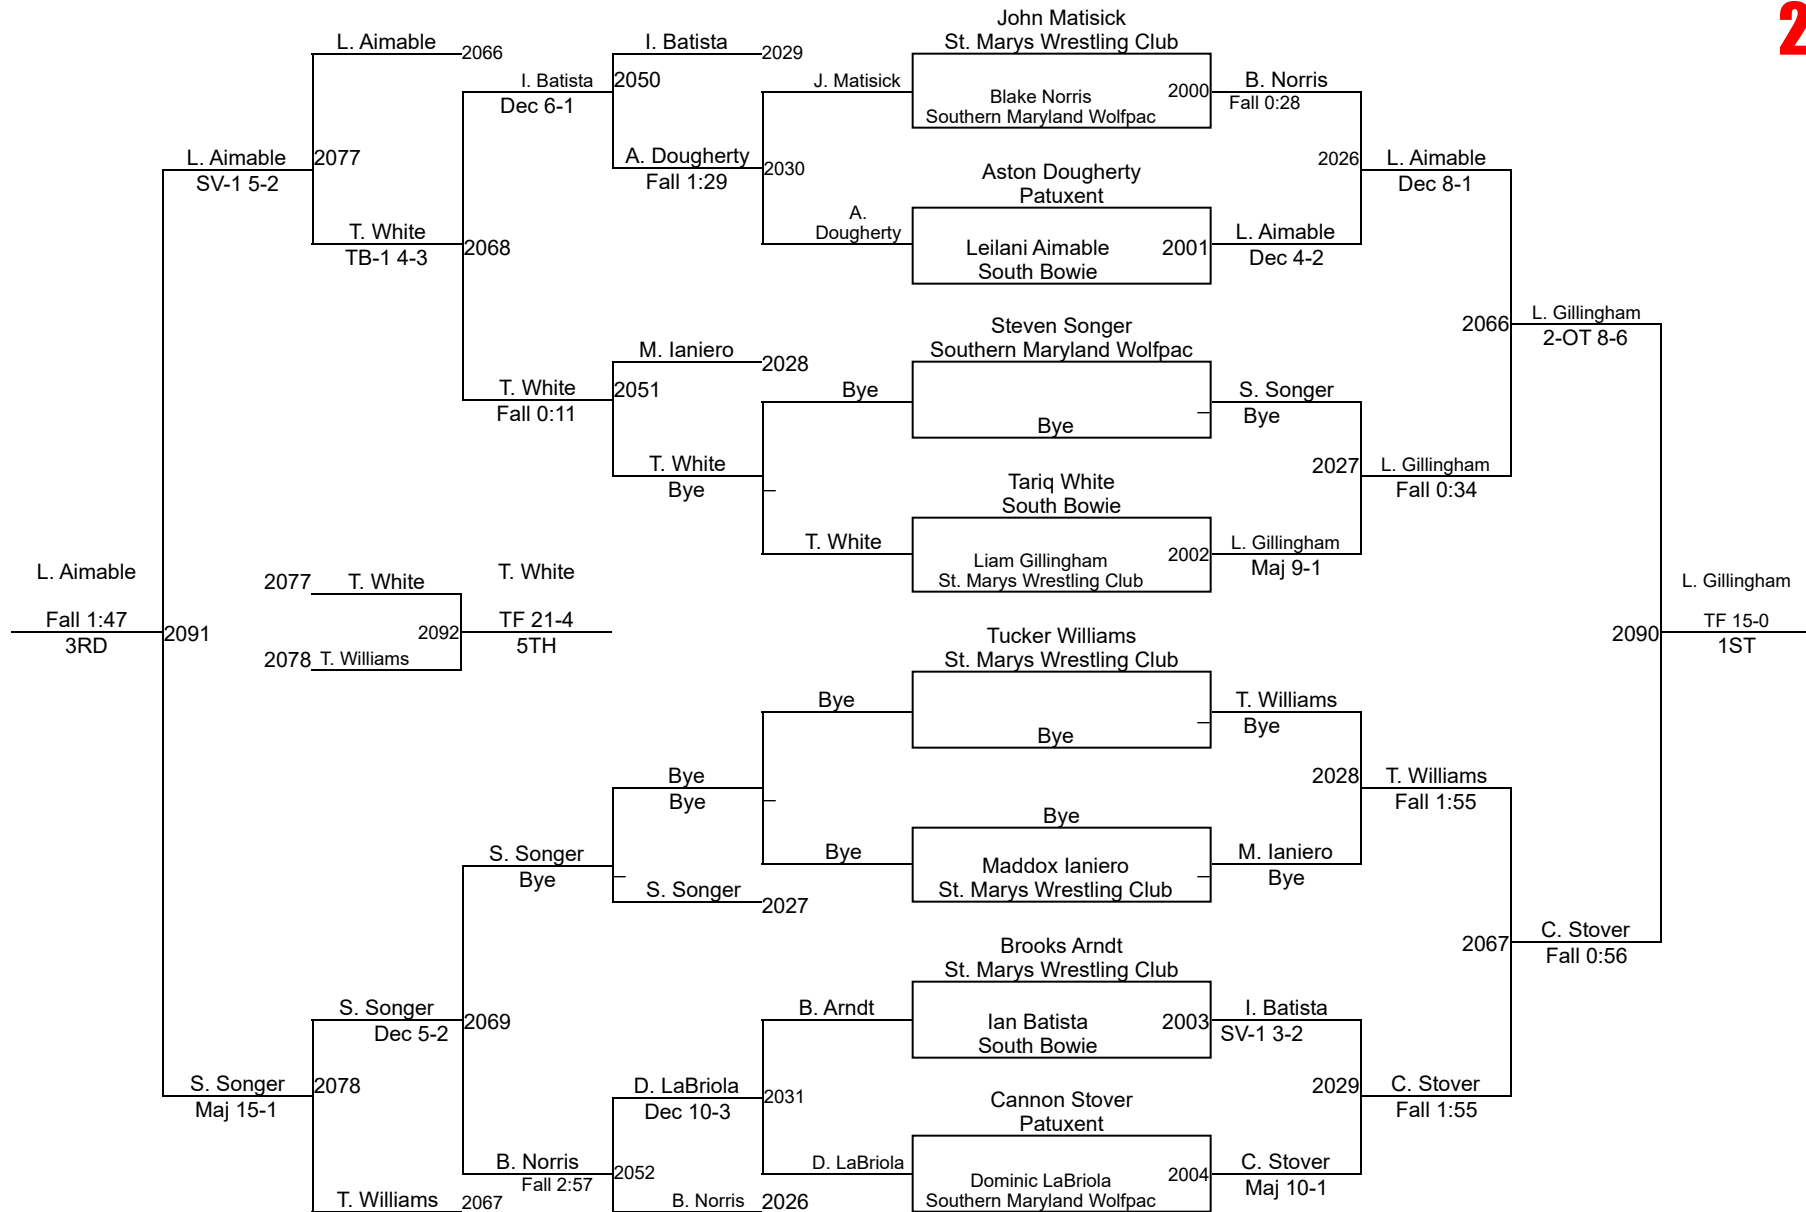 2
John Matisick
St. Marys Wrestling Club
L. Aimable
2066
I. Batista
2029
I. Batista
2050
Dec 6-1
J. Matisick
Blake Norris
Southern Maryland Wolfpac
2000
B. Norris
Fall 0:28
L. Aimable
2077
SV-1 5-2
A. Dougherty
2030
Fall 1:29
Aston Dougherty
Patuxent
2026
L. Aimable
Dec 8-1
T. White
2068
TB-1 4-3
A.
Dougherty
Leilani Aimable
South Bowie
2001
L. Aimable
Dec 4-2
Steven Songer
Southern Maryland Wolfpac
2066
L. Gillingham
2-OT 8-6
M. Ianiero
2028
T. White
2051
Fall 0:11
Bye
Bye
S. Songer
Bye
T. White
Bye
Tariq White
South Bowie
2027
L. Gillingham
Fall 0:34
T. White
Liam Gillingham
St. Marys Wrestling Club
2002
L. Gillingham
Maj 9-1
L. Aimable
Fall 1:47
3RD
2091
2077
T. White
2092
2078
T. Williams
T. White
TF 21-4
5TH
Tucker Williams
St. Marys Wrestling Club
2090
L. Gillingham
TF 15-0
1ST
Bye
Bye
T. Williams
Bye
Bye
Bye
Bye
2028
T. Williams
Fall 1:55
S. Songer
Bye
Bye
Maddox Ianiero
St. Marys Wrestling Club
M. Ianiero
Bye
S. Songer
2027
Brooks Arndt
St. Marys Wrestling Club
2067
C. Stover
Fall 0:56
S. Songer
2069
Dec 5-2
B. Arndt
Ian Batista
South Bowie
2003
I. Batista
SV-1 3-2
S. Songer
2078
Maj 15-1
D. LaBriola
2031
Dec 10-3
Cannon Stover
Patuxent
2029
C. Stover
Fall 1:55
B. Norris
2052
Fall 2:57
D. LaBriola
Dominic LaBriola
Southern Maryland Wolfpac
2004
C. Stover
Maj 10-1
T. Williams
2067
B. Norris
2026